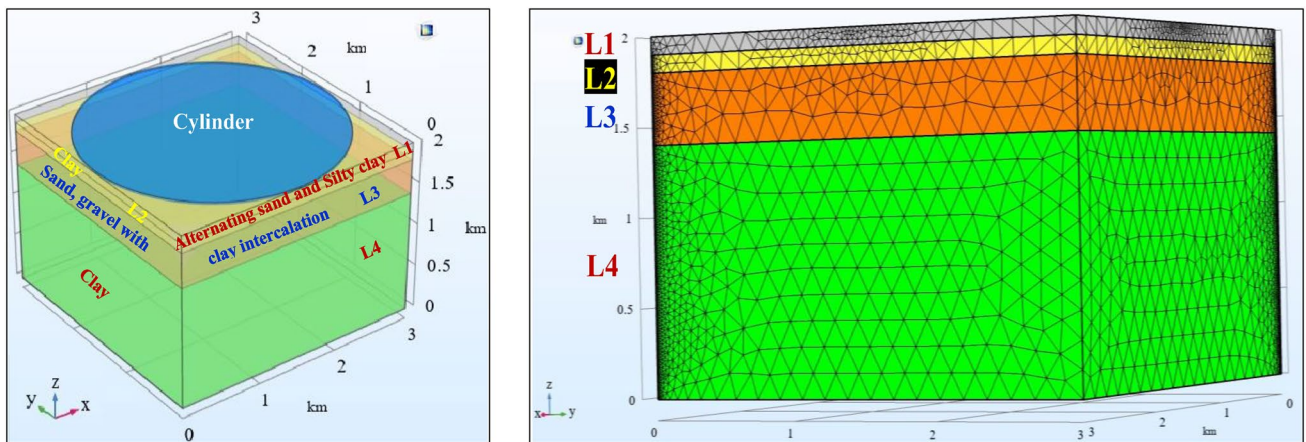 3
2
km
1
0
Cylinder
2
1.5
1
km
0.5
0
Clay L2
Alternating sand and Silty clay L1
Sand, gravel with
clay intercalation L3
L4
Clay
3
2
km
1
0
z
y
x
L1
L2
L3
L4
2
1.5
km
1
0.5
0
z
x
y
0
1
2
3
3
2
km
1
0